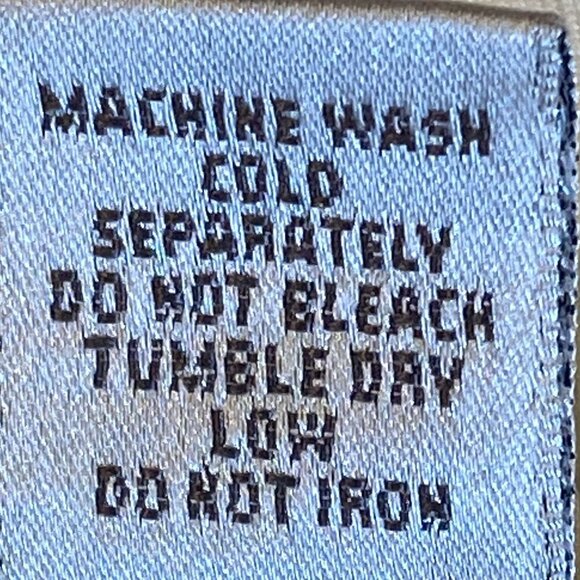 MACHINE WASH
COLD
SEPARATELY
DO NOT BLEACH
TUMBLE DRY
LOW
DO NOT IRON